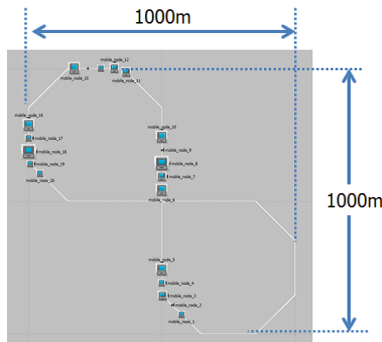 1000m
mobile_node_12
mobile_node_15
mobile_node_11
mobile_node_16
mobile_node_10
mobile_node_17
mobile_node_9
mobile_node_18
mobile_node_8
mobile_node_19
mobile_node_7
mobile_node_20
mobile_node_6
1000m
mobile_node_5
mobile_node_4
mobile_node_3
mobile_node_2
mobile_node_1